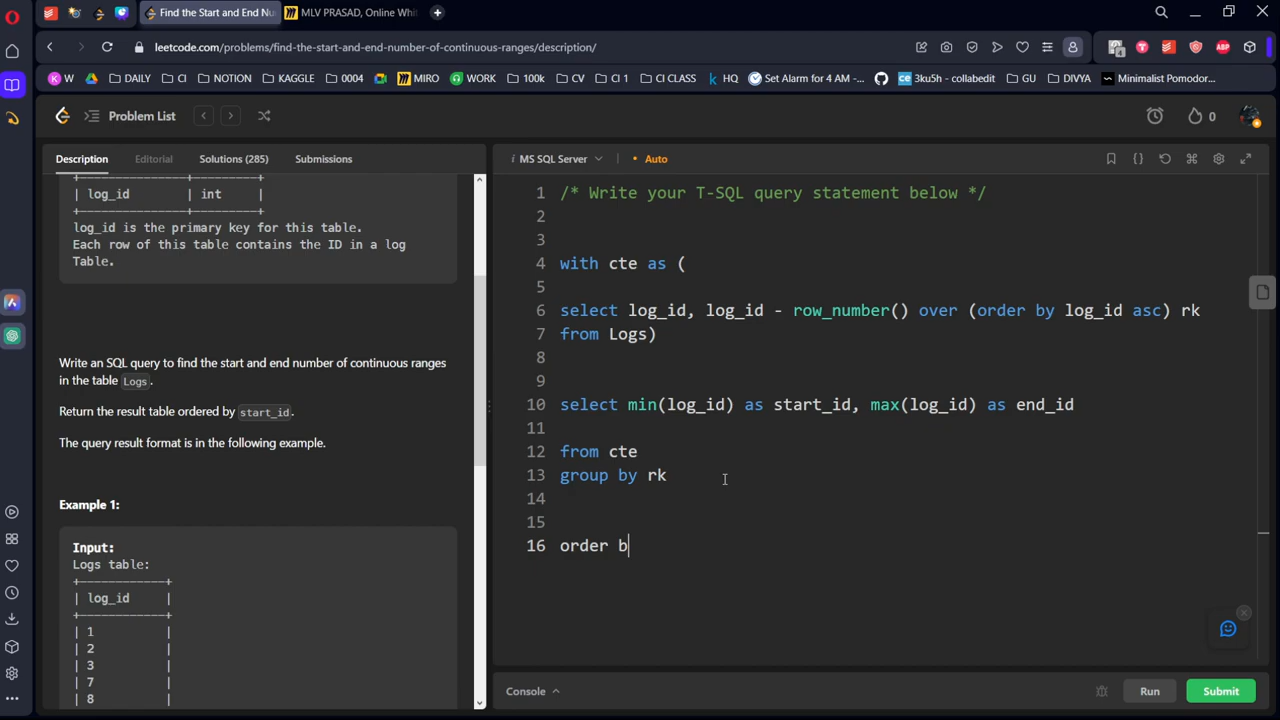 Find the Start and End Nu
MLV PRASAD, Online Whit
leetcode.com/problems/find-the-start-and-end-number-of-continuous-ranges/description/
W
DAILY
CI
NOTION
KAGGLE
0004
MIRO
WORK
100k
CV
CI 1
CI CLASS
HQ
Set Alarm for 4 AM -...
3ku5h - collabedit
GU
DIVYA
Minimalist Pomodor...
Problem List
0
Description
Editorial
Solutions (285)
Submissions
| log_id | int |
log_id is the primary key for this table.
Each row of this table contains the ID in a log
Table.
Write an SQL query to find the start and end number of continuous ranges
in the table Logs.
Return the result table ordered by start_id.
The query result format is in the following example.
Example 1:
Input:
Logs table:
+------------+
| log_id |
+------------+
| 1 |
| 2 |
| 3 |
| 7 |
| 8 |
MS SQL Server
Auto
1 /* Write your T-SQL query statement below */
2
3
4 with cte as (
5
6 select log_id, log_id - row_number() over (order by log_id asc) rk
7 from Logs)
8
9
10 select min(log_id) as start_id, max(log_id) as end_id
11
12 from cte
13 group by rk
14
15
16 order b
Console
Run
Submit